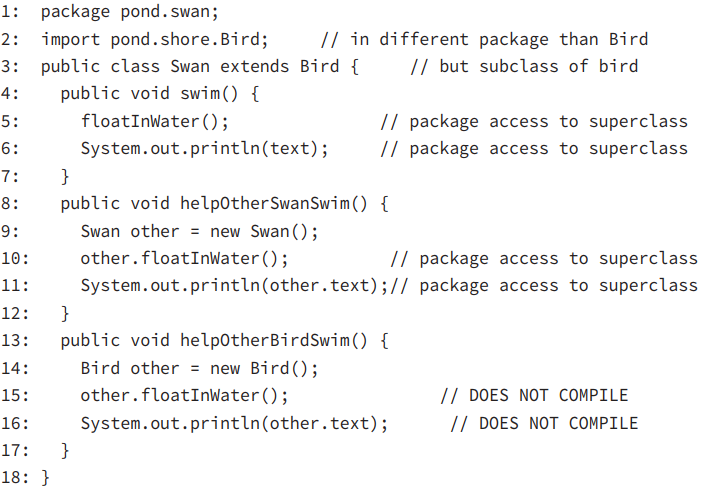 1:  package pond.swan;
2:  import pond.shore.Bird;     // in different package than Bird
3:  public class Swan extends Bird {     // but subclass of bird
4:    public void swim() {
5:      floatInWater();               // package access to superclass
6:      System.out.println(text);     // package access to superclass
7:    }
8:    public void helpOtherSwanSwim() {
9:      Swan other = new Swan();
10:     other.floatInWater();          // package access to superclass
11:     System.out.println(other.text);// package access to superclass
12:   }
13:   public void helpOtherBirdSwim() {
14:     Bird other = new Bird();
15:     other.floatInWater();               // DOES NOT COMPILE
16:     System.out.println(other.text);      // DOES NOT COMPILE
17:   }
18: }